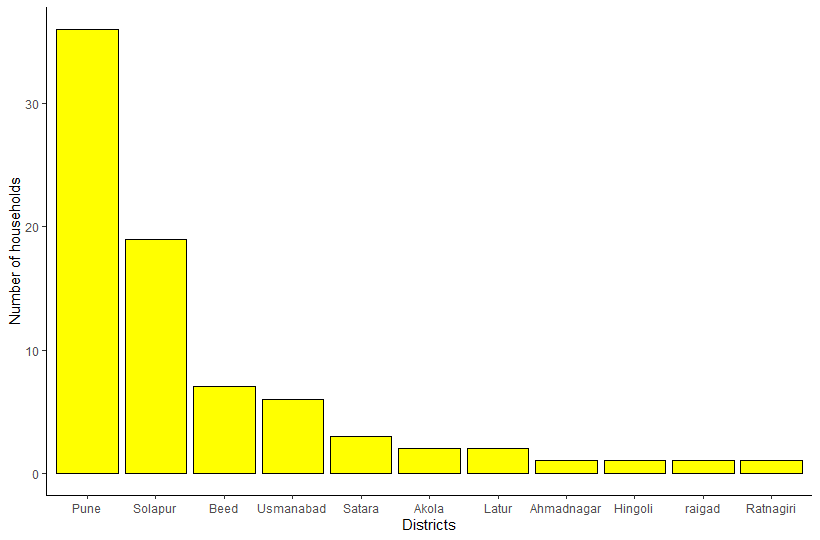 Number of households
30
20
10
0
Pune Solapur Beed Usmanabad Satara Akola Latur Ahmadnagar Hingoli raigad Ratnagiri
Districts